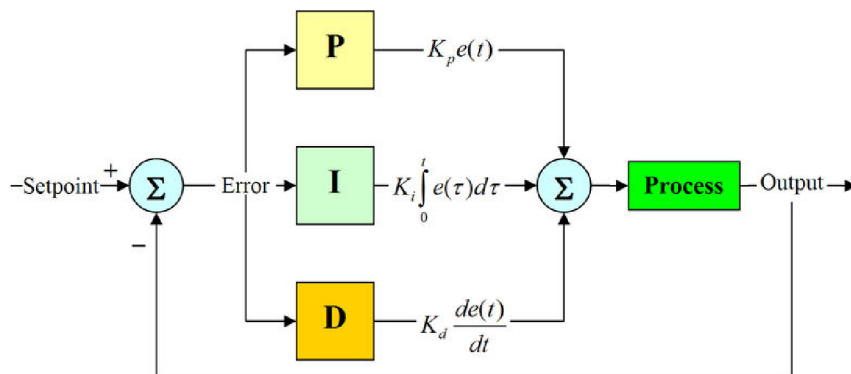 P
K_p e(t)
Setpoint
+
Σ
Error
I
K_i ∫_0^t e(τ)dτ
Σ
Process
Output
−
D
K_d de(t)/dt